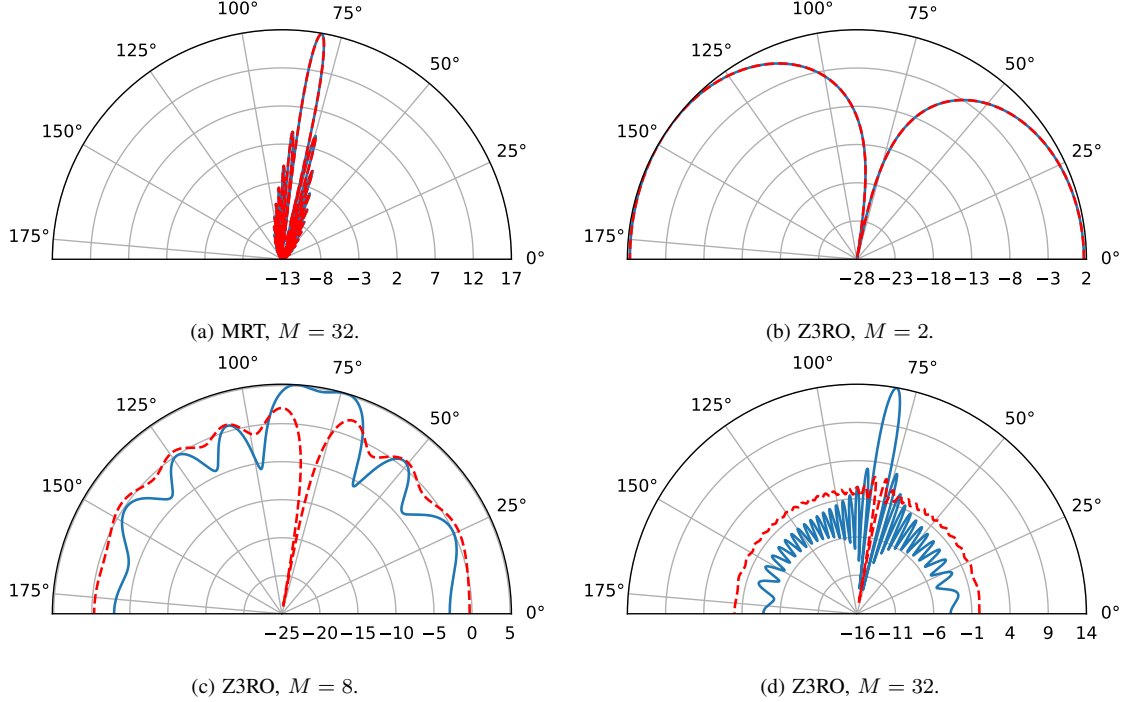 100° 75° 100° 75°
125° 50° 125° 50°
150° 25° 150° 25°
175° 0° 175° 0°
−13 −8 −3 2 7 12 17 −28 −23 −18 −13 −8 −3 2
(a) MRT, M = 32. (b) Z3RO, M = 2.
100° 75° 100° 75°
125° 50° 125° 50°
150° 25° 150° 25°
175° 0° 175° 0°
−25 −20 −15 −10 −5 0 5 −16 −11 −6 −1 4 9 14
(c) Z3RO, M = 8. (d) Z3RO, M = 32.